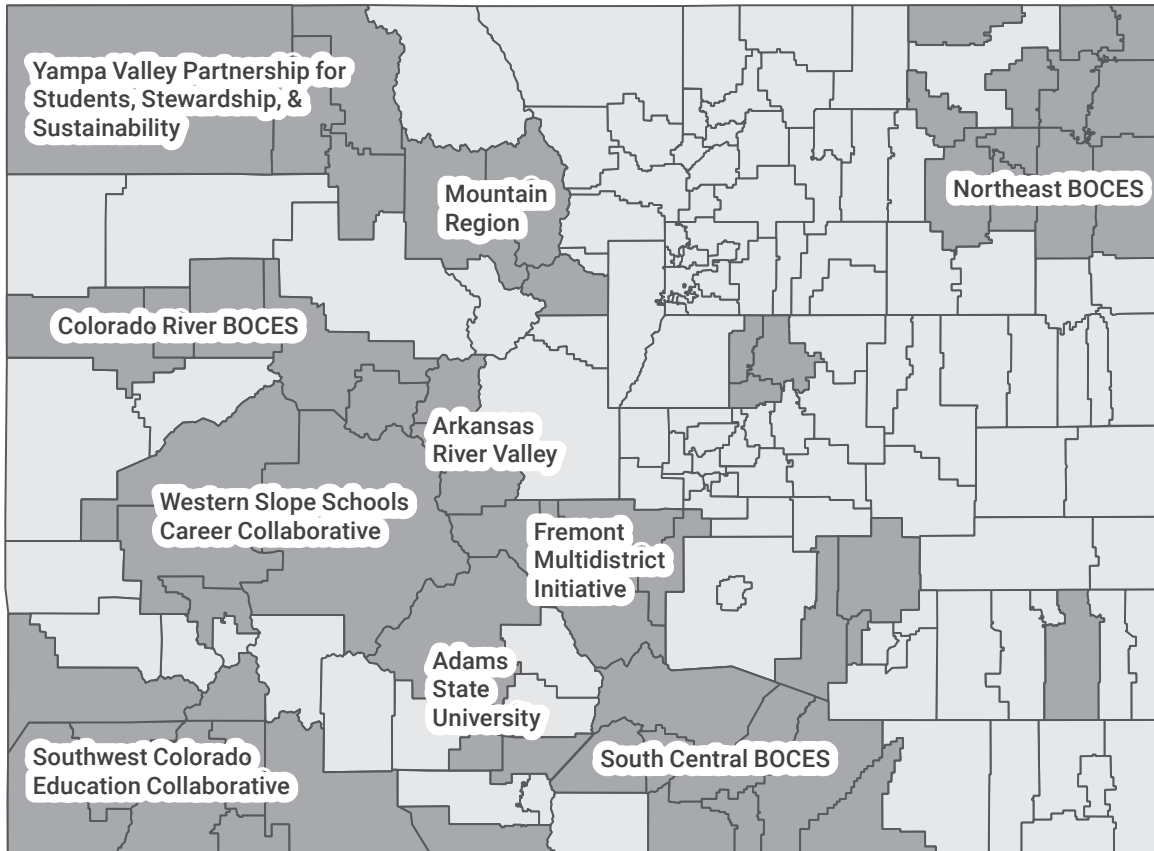 Yampa Valley Partnership for
Students, Stewardship, &
Sustainability
Mountain
Region
Northeast BOCES
Colorado River BOCES
Arkansas
River Valley
Western Slope Schools
Career Collaborative
Fremont
Multidistrict
Initiative
Adams
State
University
Southwest Colorado
Education Collaborative
South Central BOCES